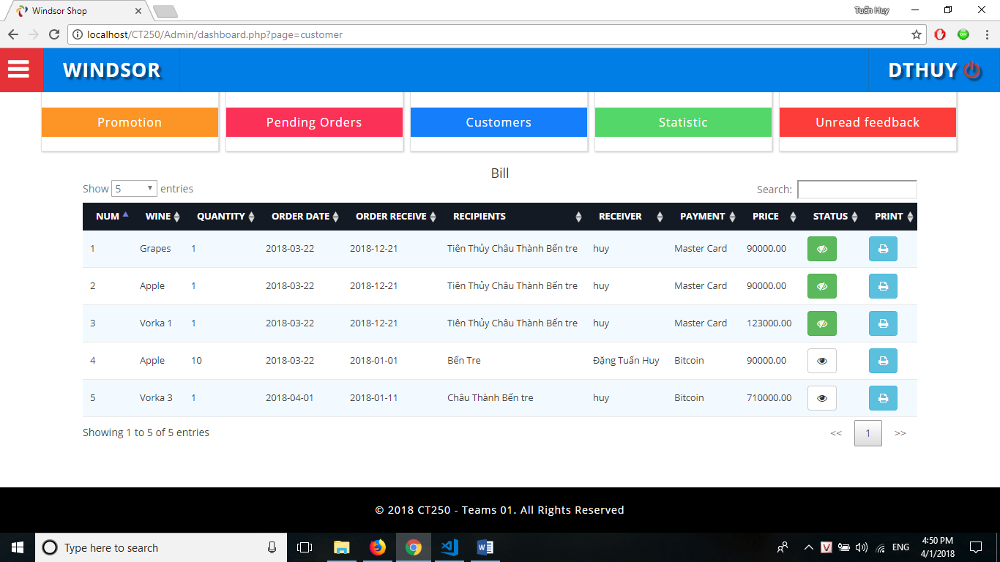 Windsor Shop
Tuấn Huy
localhost/CT250/Admin/dashboard.php?page=customer
ON
WINDSOR
DTHUY
Promotion
Pending Orders
Customers
Statistic
Unread feedback
Bill
Show 5 entries
Search:
NUM WINE QUANTITY ORDER DATE ORDER RECEIVE RECIPIENTS RECEIVER PAYMENT PRICE STATUS PRINT
1 Grapes 1 2018-03-22 2018-12-21 Tiên Thủy Châu Thành Bến tre huy Master Card 90000.00
2 Apple 1 2018-03-22 2018-12-21 Tiên Thủy Châu Thành Bến tre huy Master Card 90000.00
3 Vorka 1 1 2018-03-22 2018-12-21 Tiên Thủy Châu Thành Bến tre huy Master Card 123000.00
4 Apple 10 2018-03-22 2018-01-01 Bến Tre Đặng Tuấn Huy Bitcoin 90000.00
5 Vorka 3 1 2018-04-01 2018-01-11 Châu Thành Bến tre huy Bitcoin 710000.00
Showing 1 to 5 of 5 entries
<< 1 >>
© 2018 CT250 - Teams 01. All Rights Reserved
Type here to search
V
ENG
4:50 PM
4/1/2018